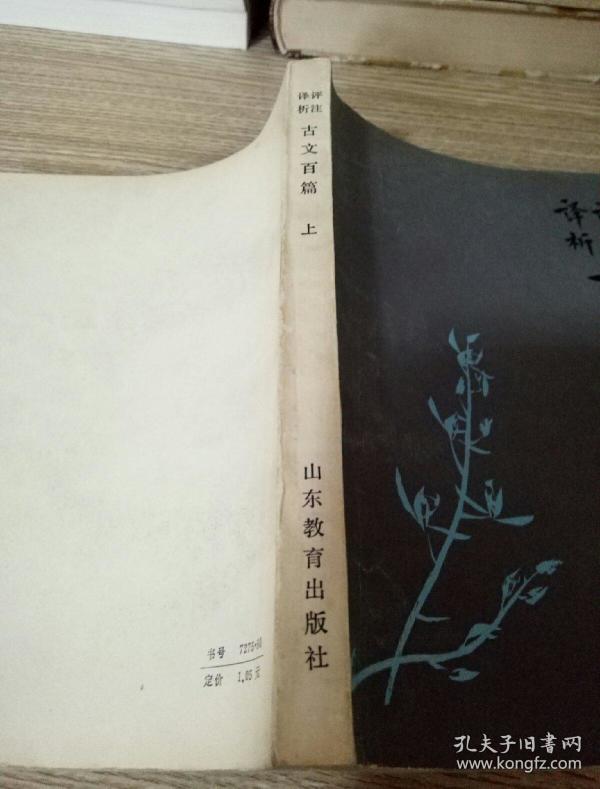 评注
译析
古文百篇 上
山东教育出版社
书号 7275·
定价 1.05元
译析
孔夫子旧书网
www.kongfz.com